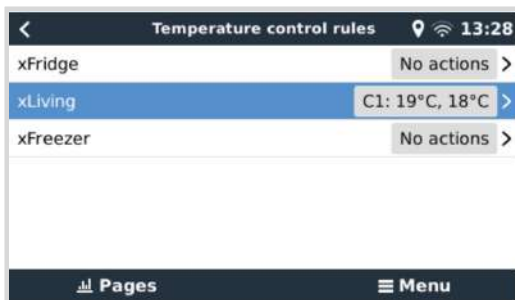 Temperature control rules 13:28
xFridge No actions
xLiving C1: 19°C, 18°C
xFreezer No actions
Pages Menu